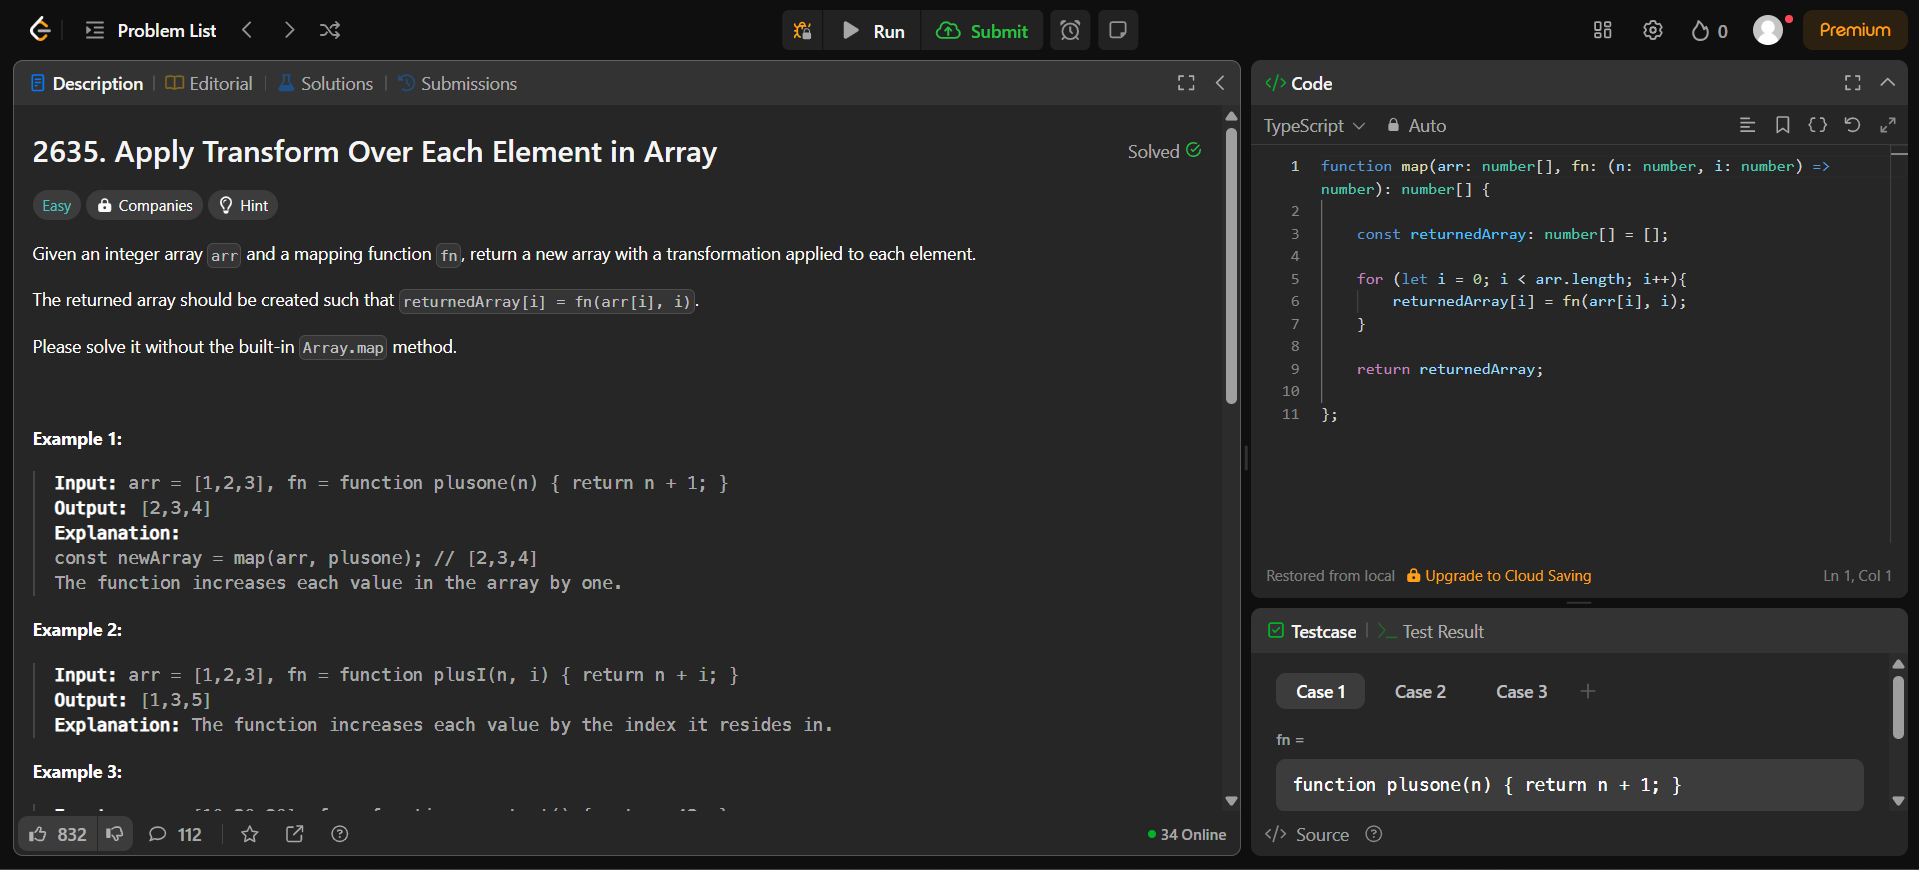 Problem List
Run
Submit
0
Premium
Description
Editorial
Solutions
Submissions
2635. Apply Transform Over Each Element in Array
Solved
Easy
Companies
Hint
Given an integer array arr and a mapping function fn, return a new array with a transformation applied to each element.
The returned array should be created such that returnedArray[i] = fn(arr[i], i).
Please solve it without the built-in Array.map method.
Example 1:
Input: arr = [1,2,3], fn = function plusone(n) { return n + 1; }
Output: [2,3,4]
Explanation:
const newArray = map(arr, plusone); // [2,3,4]
The function increases each value in the array by one.
Example 2:
Input: arr = [1,2,3], fn = function plusI(n, i) { return n + i; }
Output: [1,3,5]
Explanation: The function increases each value by the index it resides in.
Example 3:
832
112
34 Online
</> Code
TypeScript
Auto
1 function map(arr: number[], fn: (n: number, i: number) =>
number): number[] {
2
3 const returnedArray: number[] = [];
4
5 for (let i = 0; i < arr.length; i++){
6 returnedArray[i] = fn(arr[i], i);
7 }
8
9 return returnedArray;
10
11 };
Restored from local
Upgrade to Cloud Saving
Ln 1, Col 1
Testcase
Test Result
Case 1
Case 2
Case 3
fn =
function plusone(n) { return n + 1; }
</> Source